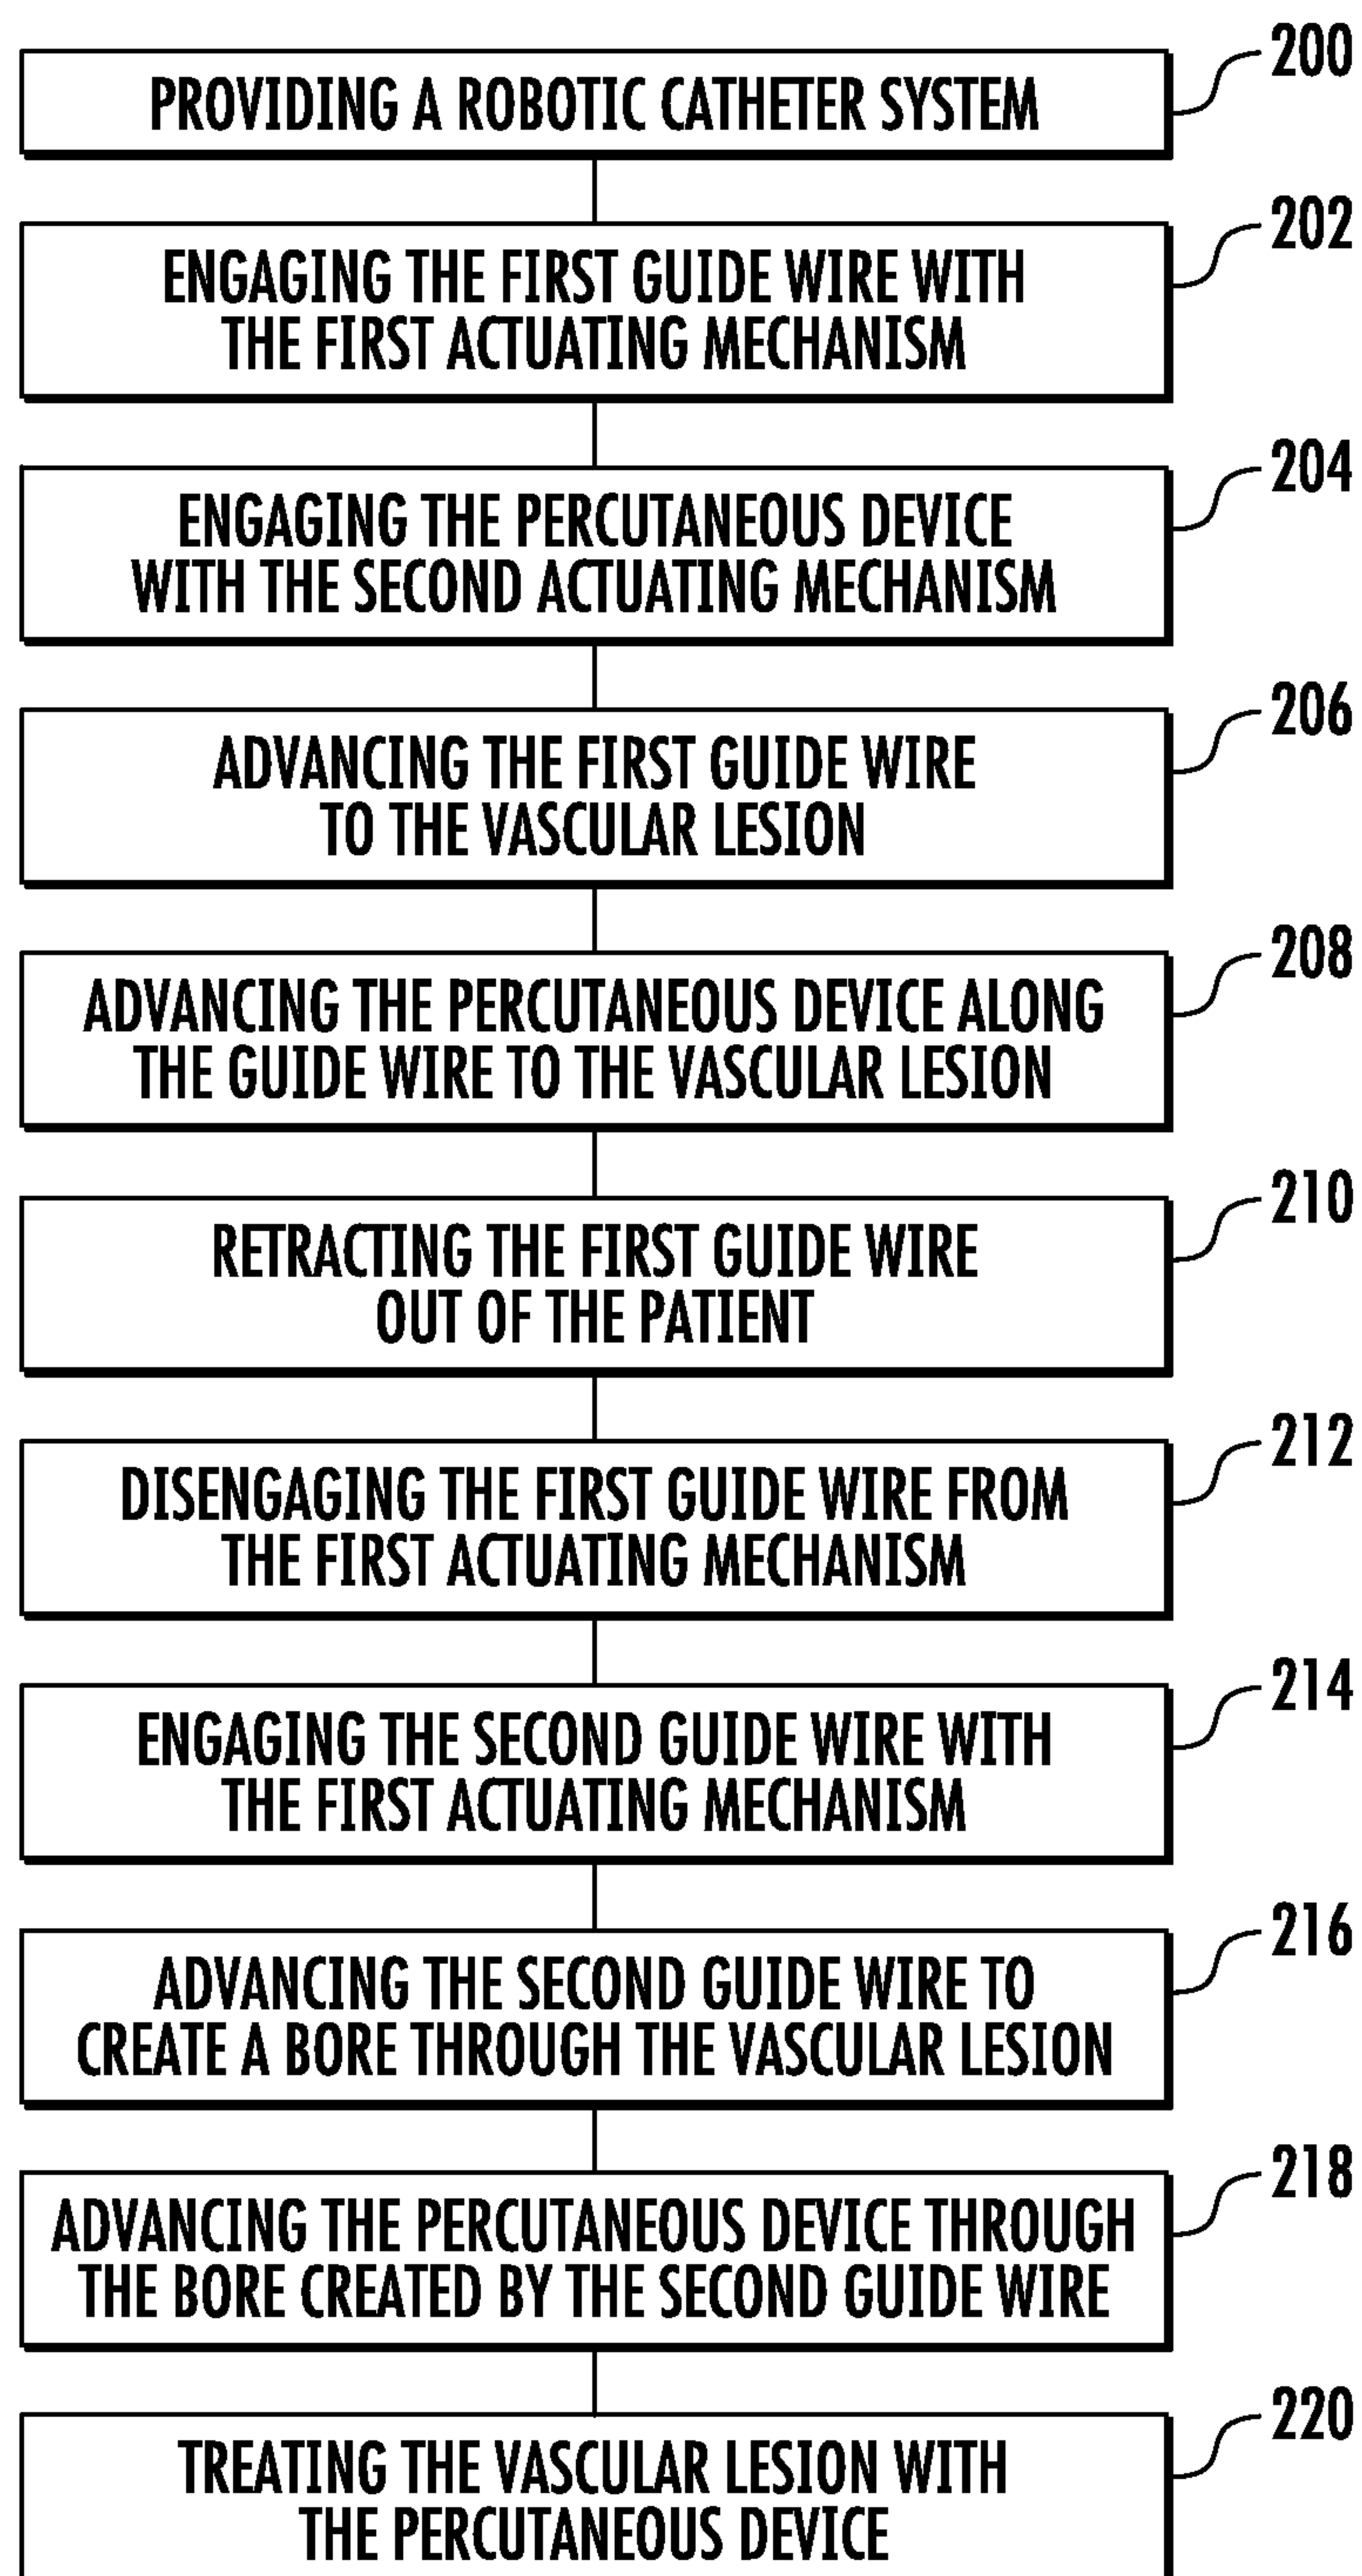 200
PROVIDING A ROBOTIC CATHETER SYSTEM
202
ENGAGING THE FIRST GUIDE WIRE WITH
THE FIRST ACTUATING MECHANISM
204
ENGAGING THE PERCUTANEOUS DEVICE
WITH THE SECOND ACTUATING MECHANISM
206
ADVANCING THE FIRST GUIDE WIRE
TO THE VASCULAR LESION
208
ADVANCING THE PERCUTANEOUS DEVICE ALONG
THE GUIDE WIRE TO THE VASCULAR LESION
210
RETRACTING THE FIRST GUIDE WIRE
OUT OF THE PATIENT
212
DISENGAGING THE FIRST GUIDE WIRE FROM
THE FIRST ACTUATING MECHANISM
214
ENGAGING THE SECOND GUIDE WIRE WITH
THE FIRST ACTUATING MECHANISM
216
ADVANCING THE SECOND GUIDE WIRE TO
CREATE A BORE THROUGH THE VASCULAR LESION
218
ADVANCING THE PERCUTANEOUS DEVICE THROUGH
THE BORE CREATED BY THE SECOND GUIDE WIRE
220
TREATING THE VASCULAR LESION WITH
THE PERCUTANEOUS DEVICE